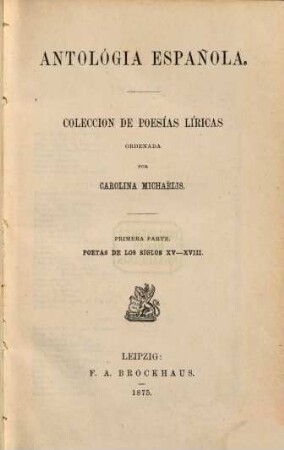 ANTOLÓGIA ESPAÑOLA.
COLECCION DE POESÍAS LÍRICAS
ORDENADA
POR
CAROLINA MICHAËLIS.
PRIMERA PARTE.
POETAS DE LOS SIGLOS XV—XVIII.
LEIPZIG:
F. A. BROCKHAUS.
1875.